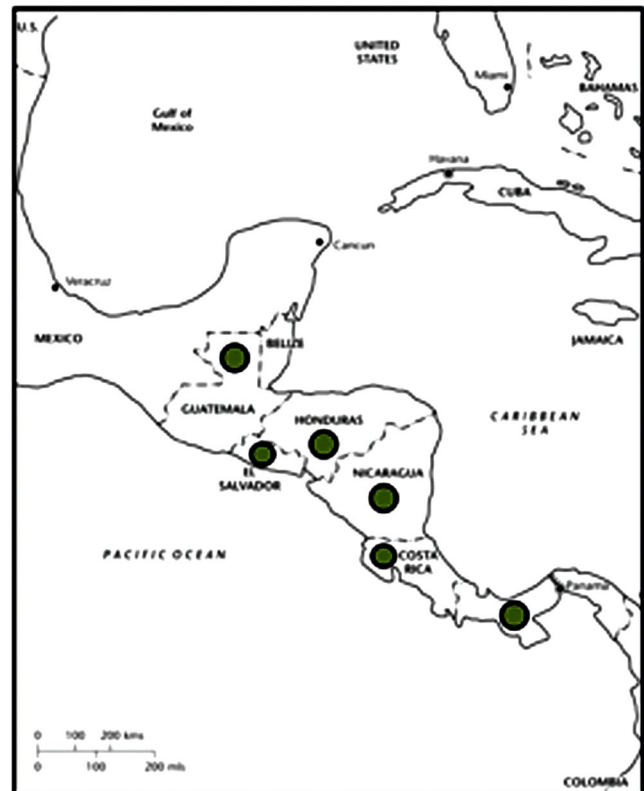 U.S.
UNITED
STATES
Miami
BAHAMAS
Gulf of
Mexico
Havana
CUBA
Cancun
Veracruz
MEXICO
BELIZE
JAMAICA
GUATEMALA
HONDURAS
CARIBBEAN
SEA
EL
SALVADOR
NICARAGUA
PACIFIC OCEAN
COSTA
RICA
Panama
0 100 200 kms
0 100 200 mls
COLOMBIA